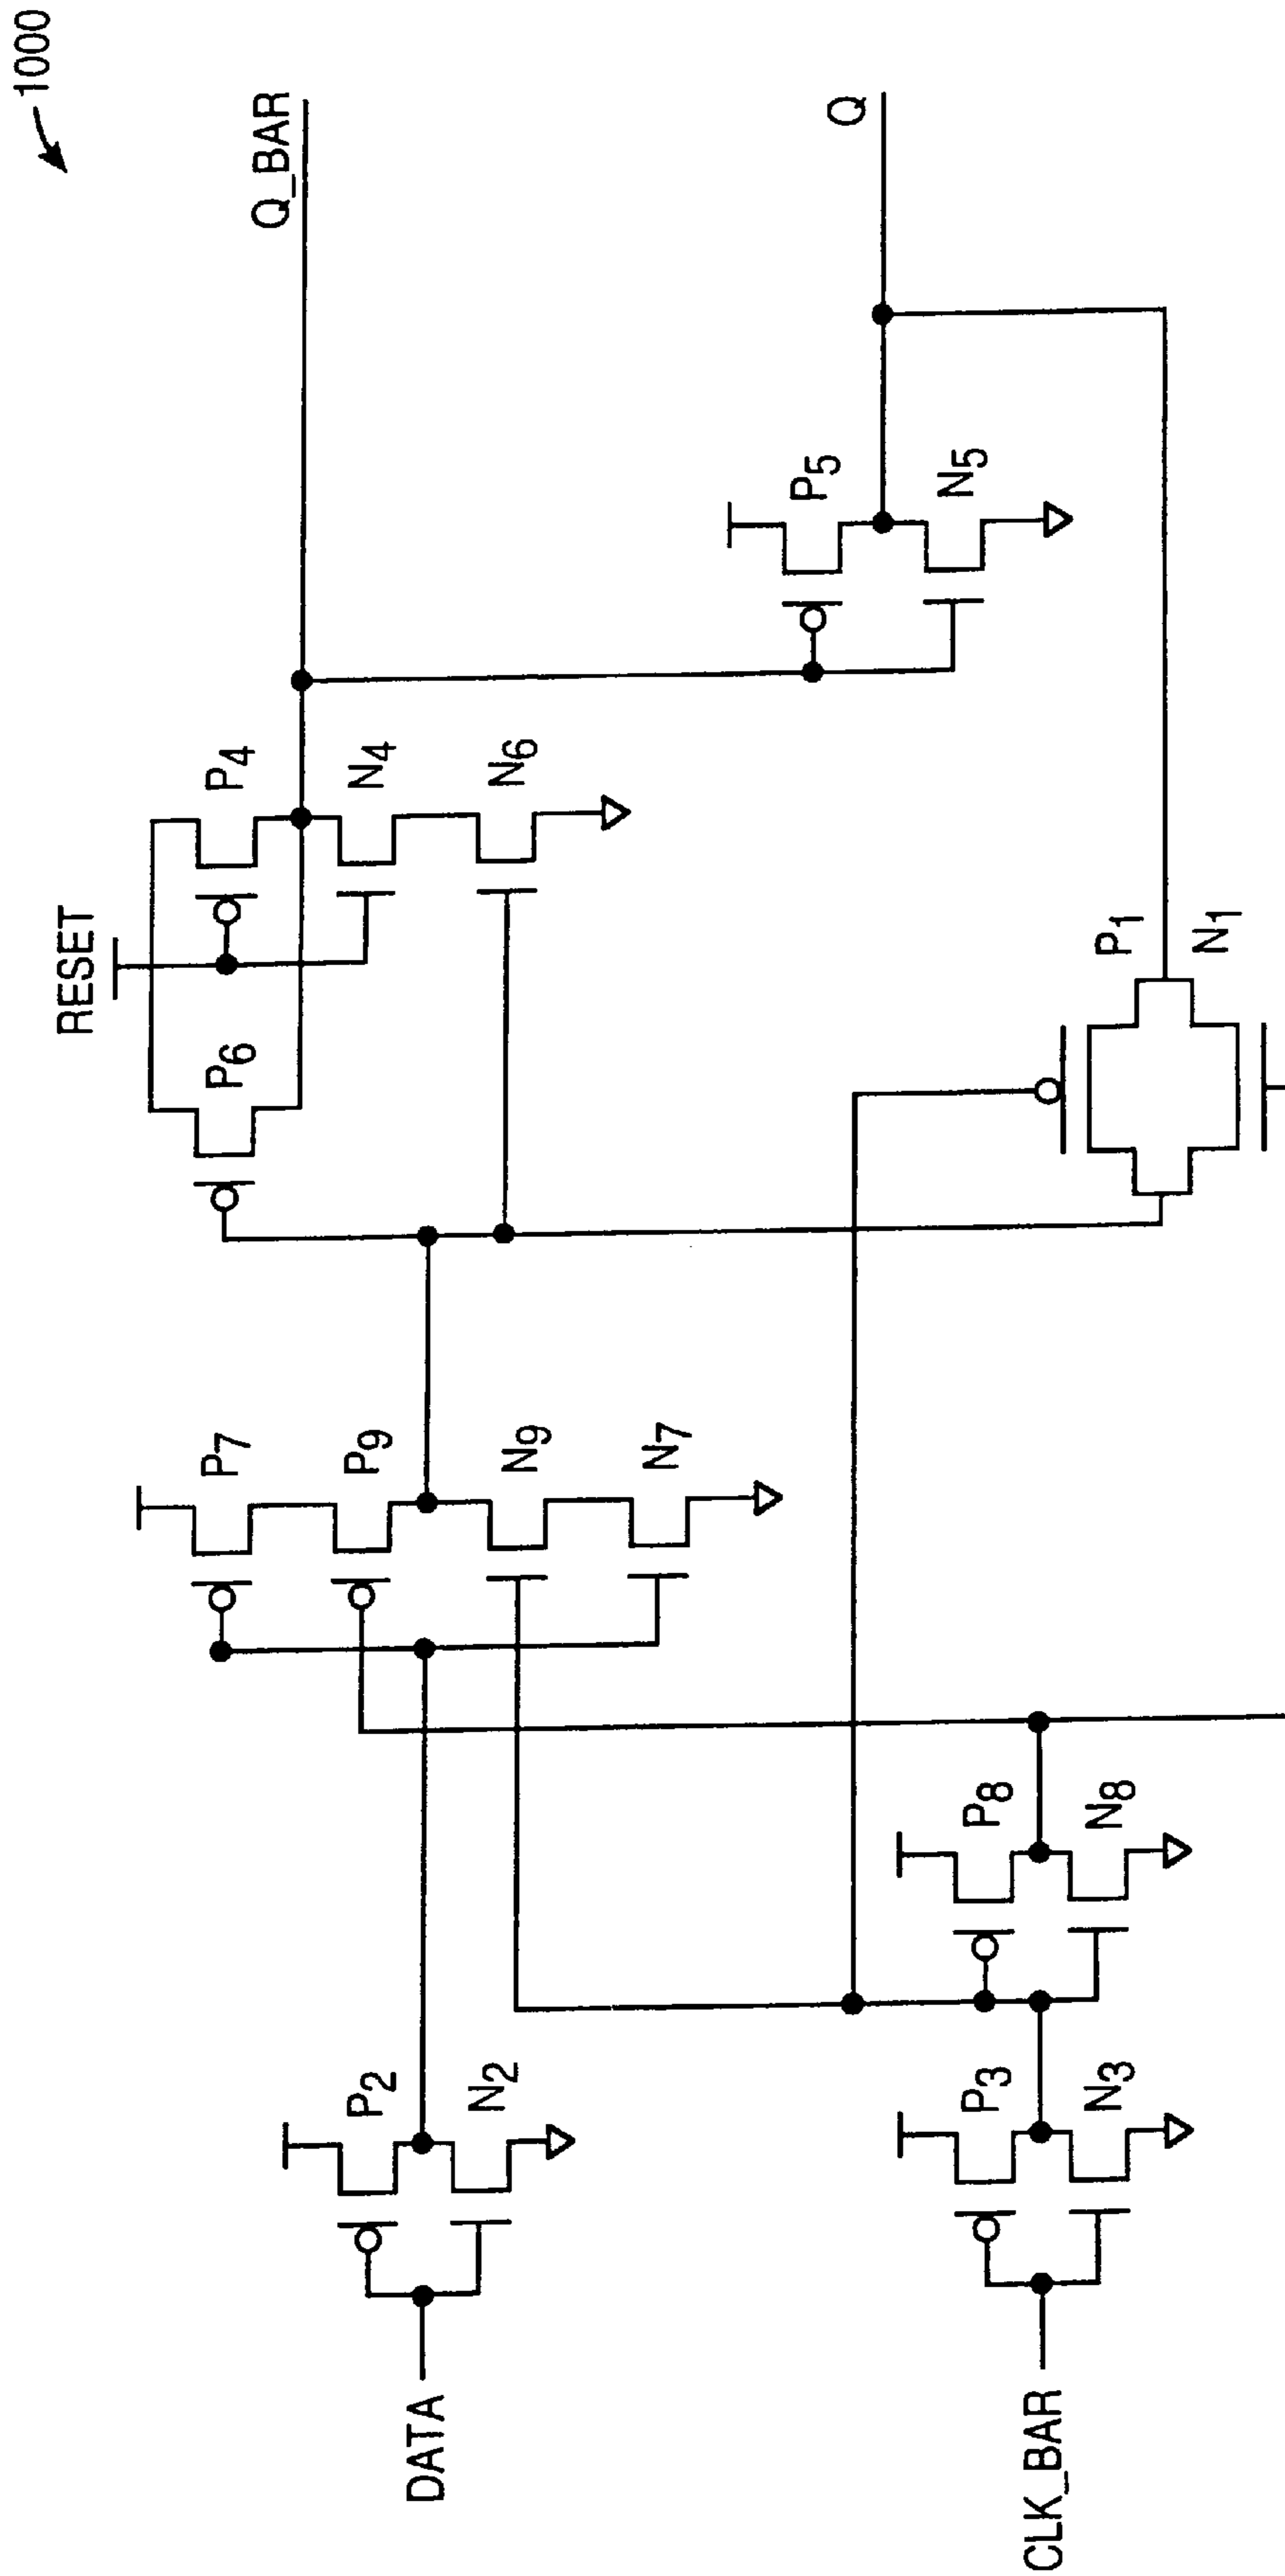 1000
Q_BAR
Q
RESET
P4
N4
N6
P6
P5
N5
P1
N1
P7
P9
N9
N7
P8
N8
P2
N2
P3
N3
DATA
CLK_BAR